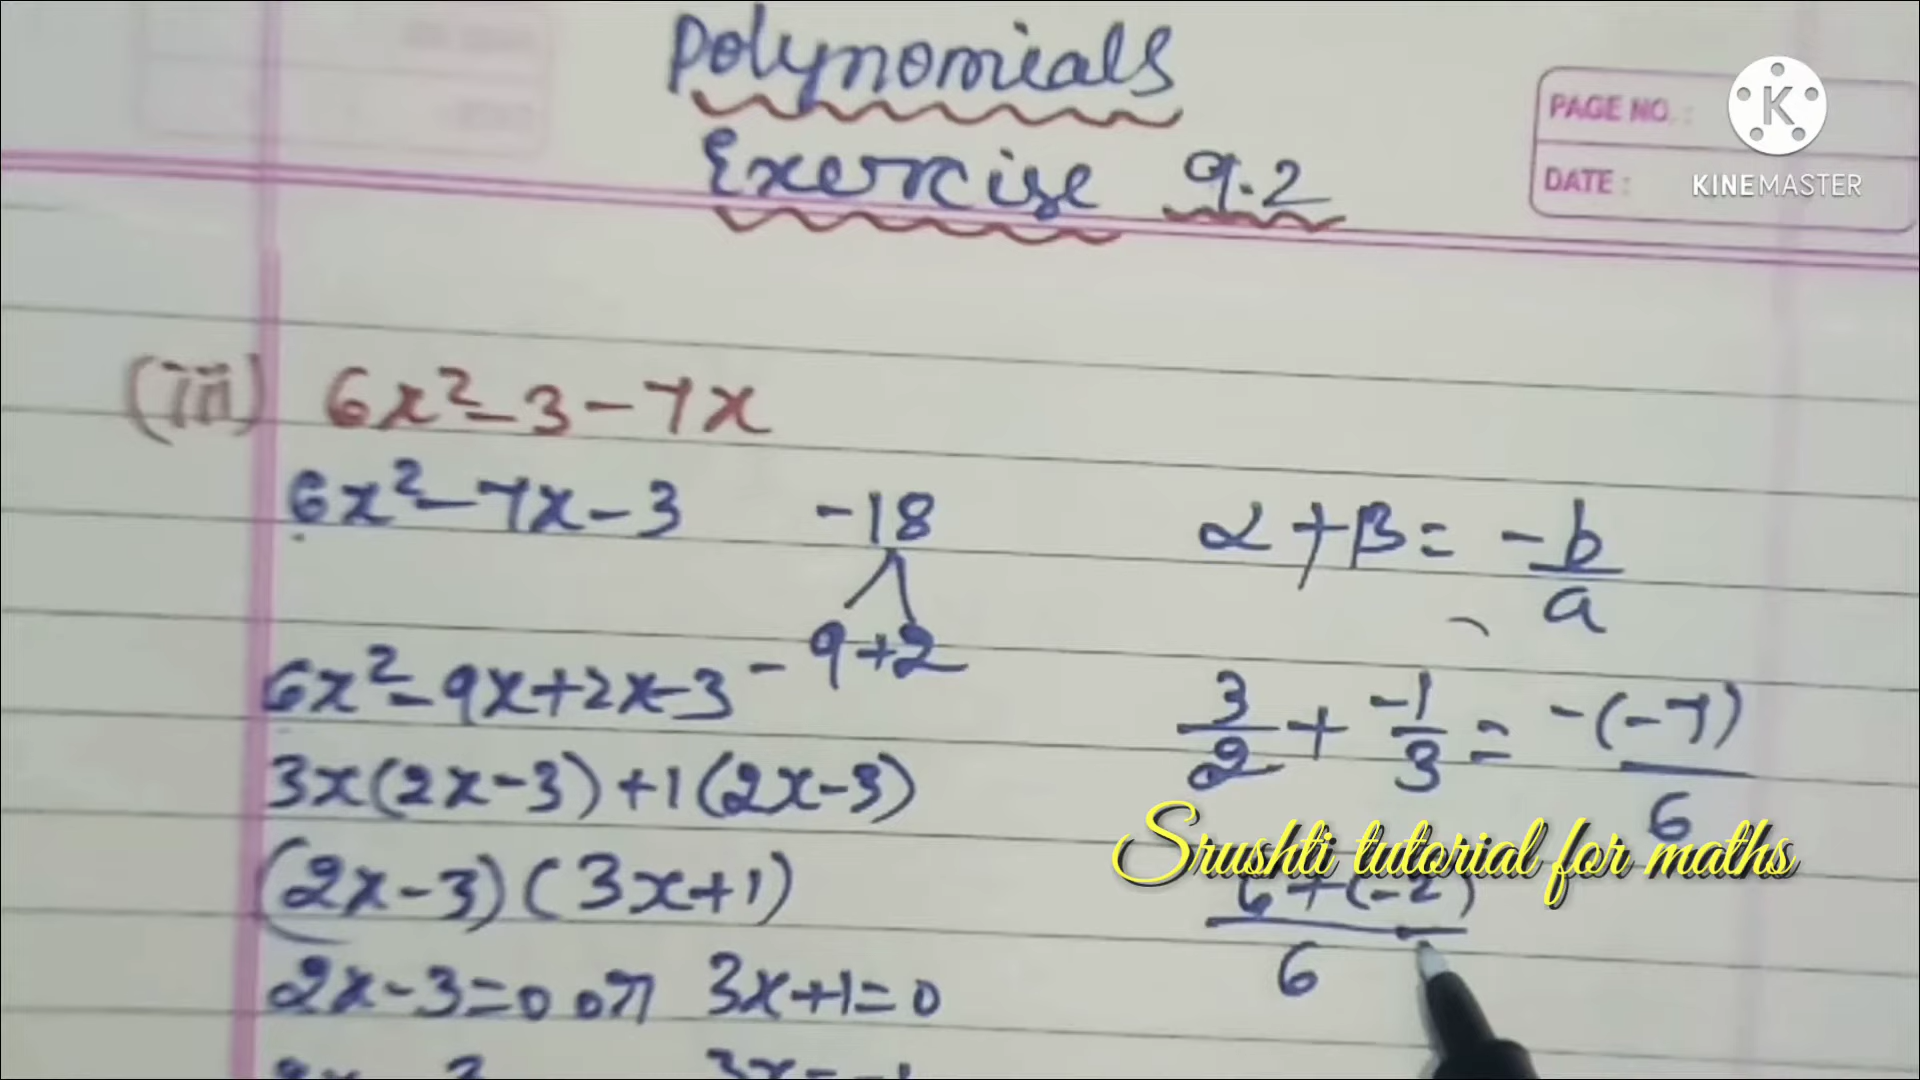 Polynomials
Exercise 9.2
PAGE NO. :
DATE :
KINEMASTER
(iii) 6x²-3-7x
6x²-7x-3
-18
-9+2
6x²-9x+2x-3
3x(2x-3)+1(2x-3)
(2x-3)(3x+1)
2x-3=0 or 3x+1=0
α+β= -b/a
3/2 + -1/3 = -(-7)/6
Srushti tutorial for maths
6+(-2)/6